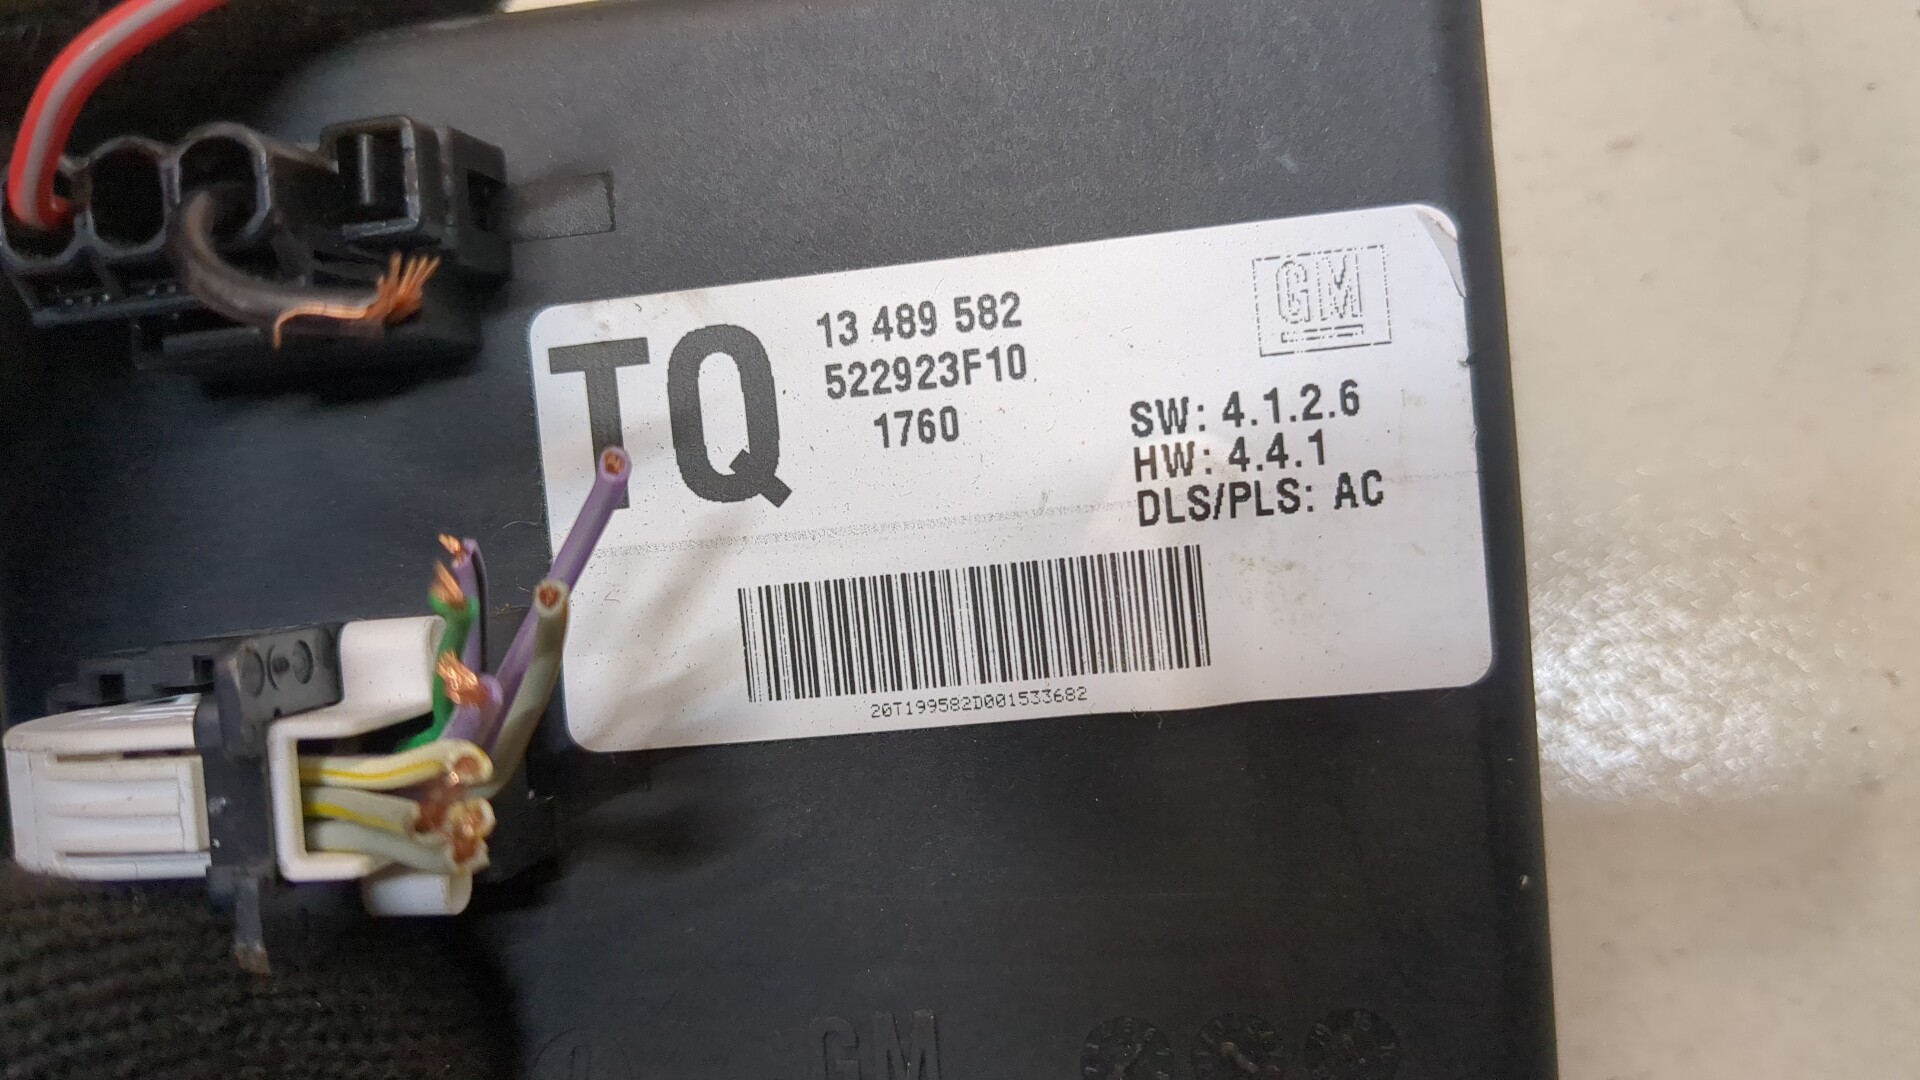 GM
TQ
13 489 582
522923F10
1760
SW: 4.1.2.6
HW: 4.4.1
DLS/PLS: AC
20T199582D001533682
GM